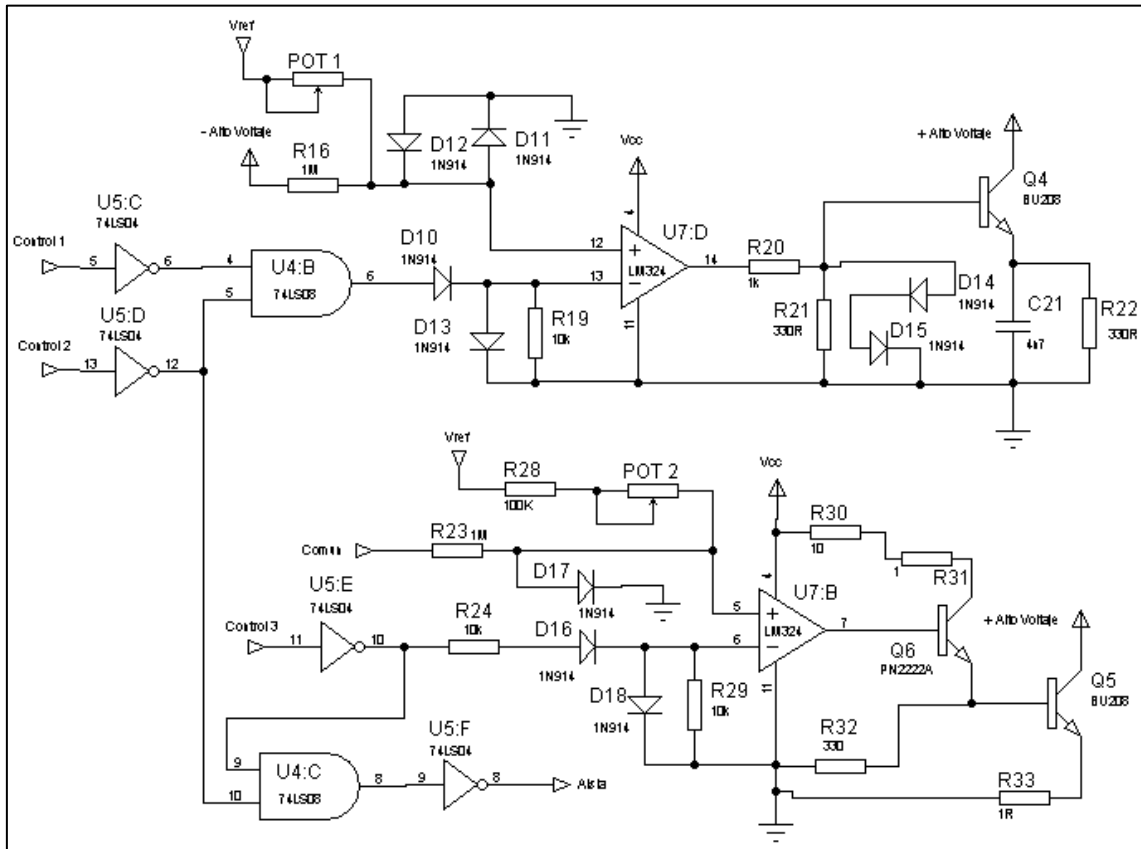 Vref
POT 1
- Alto Voltaje
R16
1M
D12
1N914
D11
1N914
Vcc
+ Alto Voltaje
Q4
BU208
U5:C
74LS04
Control 1
5
6
4
U4:B
74LS08
5
6
D10
1N914
12
13
4
U7:D
LM324
11
14
R20
1k
U5:D
74LS04
Control 2
13
12
D13
1N914
R19
10k
R21
330R
D14
1N914
D15
C21
4n7
R22
330R
Vref
R28
100K
POT 2
Vcc
R30
10
R23
1M
1
R31
D17
1N914
4
U7:B
5
6
LM324
7
11
U5:E
74LS04
Control 3
11
10
R24
10k
D16
1N914
Q6
PN2222A
+ Alto Voltaje
Q5
BU208
D18
1N914
R29
10k
R32
330
U5:F
74LS04
9
10
U4:C
74LS08
8
9
8
R33
1R